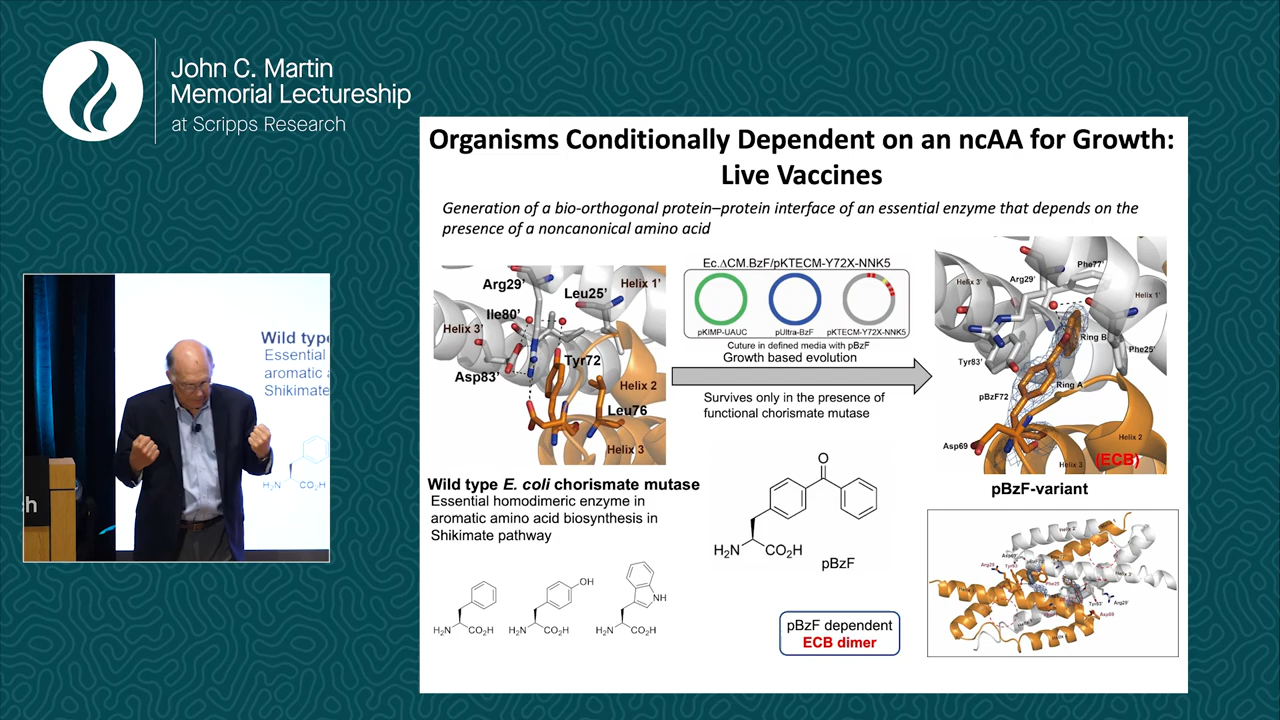 John C. Martin
Memorial Lectureship
at Scripps Research
Organisms Conditionally Dependent on an ncAA for Growth:
Live Vaccines
Generation of a bio-orthogonal protein–protein interface of an essential enzyme that depends on the
presence of a noncanonical amino acid
Arg29'
Leu25'
Helix 1'
Ile80'
Helix 3'
Tyr72
Asp83'
Helix 2
Leu76
Helix 3
Wild type E. coli chorismate mutase
Essential homodimeric enzyme in
aromatic amino acid biosynthesis in
Shikimate pathway
H₂N
CO₂H
OH
H₂N
CO₂H
NH
H₂N
CO₂H
Ec.ΔCM.BzF/pKTECM-Y72X-NNK5
pKIMP-UAUC
pUltra-BzF
pKTECM-Y72X-NNK5
Cuture in defined media with pBzF
Growth based evolution
Survives only in the presence of
functional chorismate mutase
O
H₂N
CO₂H
pBzF
pBzF dependent
ECB dimer
Phe77'
Arg29'
Helix 3'
Helix 1'
Ring B
Phe25'
Tyr83'
Ring A
pBzF72
Asp69
Helix 2
Helix 3
(ECB)
pBzF-variant
Helix 2'
Arg29
Tyr83'
Arg29'
Asp69
Wild type
Essential
aromatic a
Shikimate
H₂N
CO₂H
ch